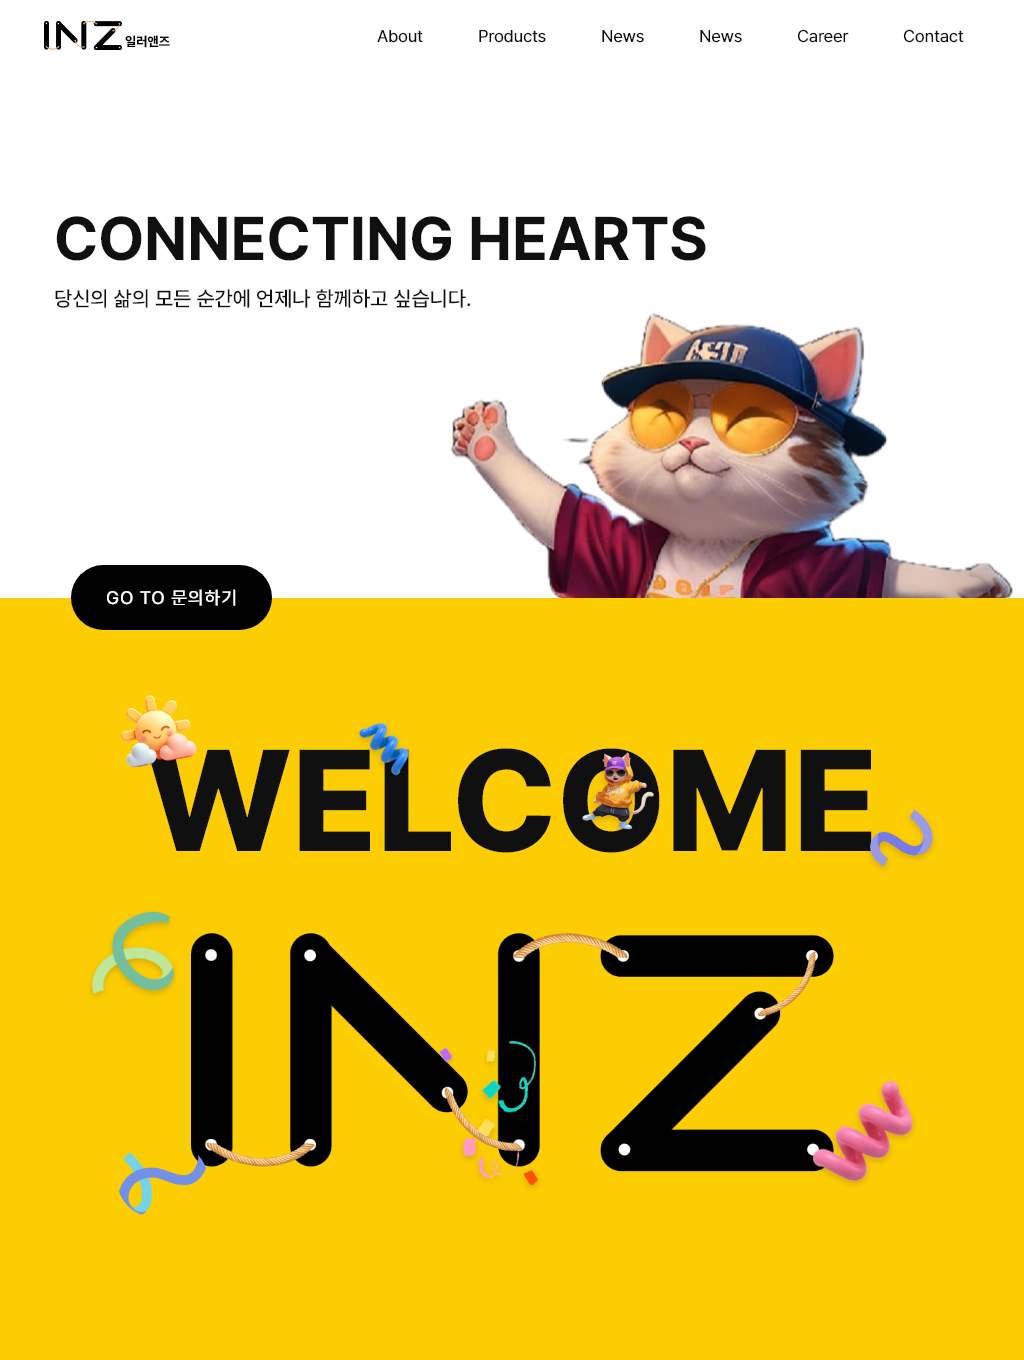 INZ 일러앤즈
About Products News News Career Contact
CONNECTING HEARTS
당신의 삶의 모든 순간에 언제나 함께하고 싶습니다.
GO TO 문의하기
WELCOME
INZ